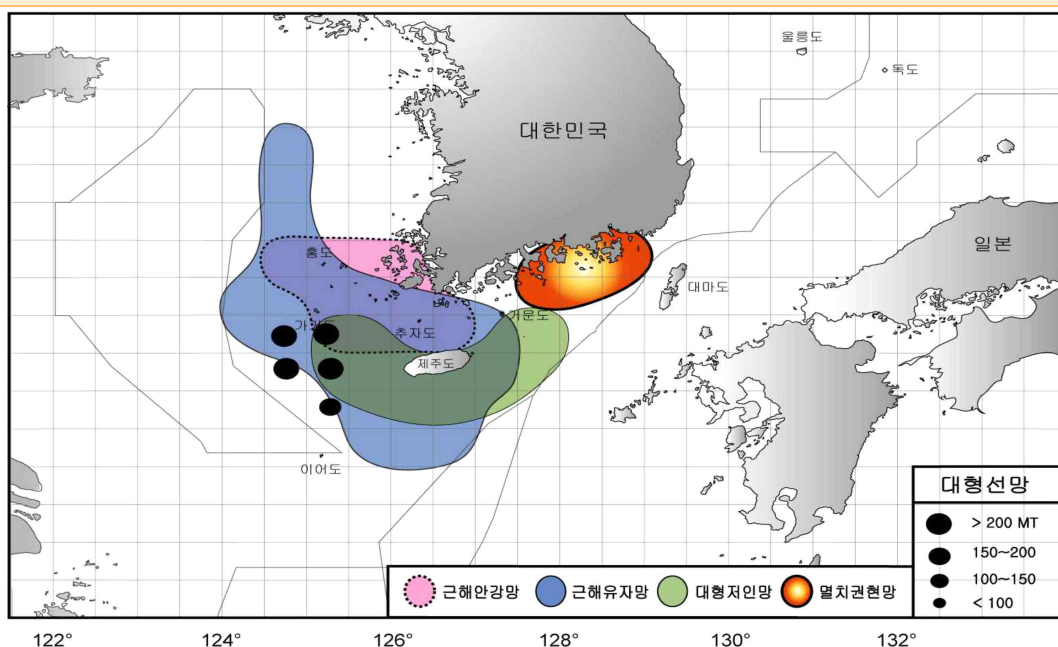 울릉도
독도
대한민국
일본
홍도
대마도
거문도
추자도
제주도
이어도
대형선망
> 200 MT
150~200
100~150
< 100
근해안강망
근해유자망
대형저인망
멸치권현망
122° 124° 126° 128° 130° 132°